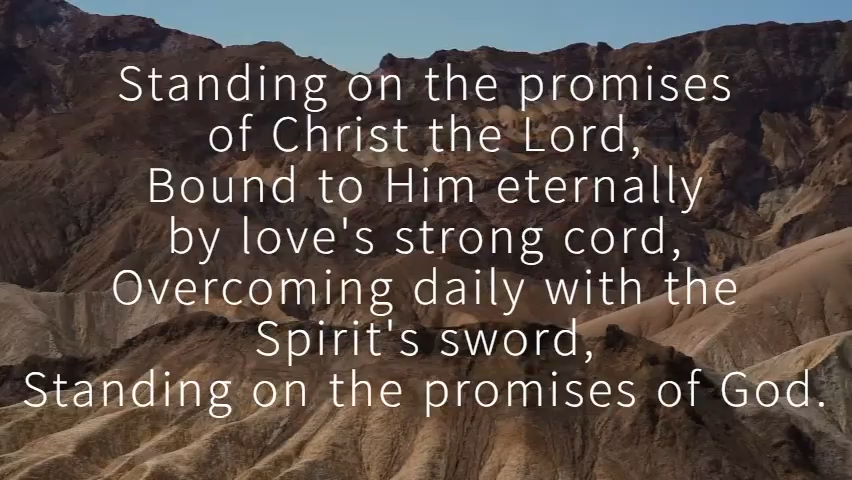 Standing on the promises
of Christ the Lord,
Bound to Him eternally
by love's strong cord,
Overcoming daily with the
Spirit's sword,
Standing on the promises of God.